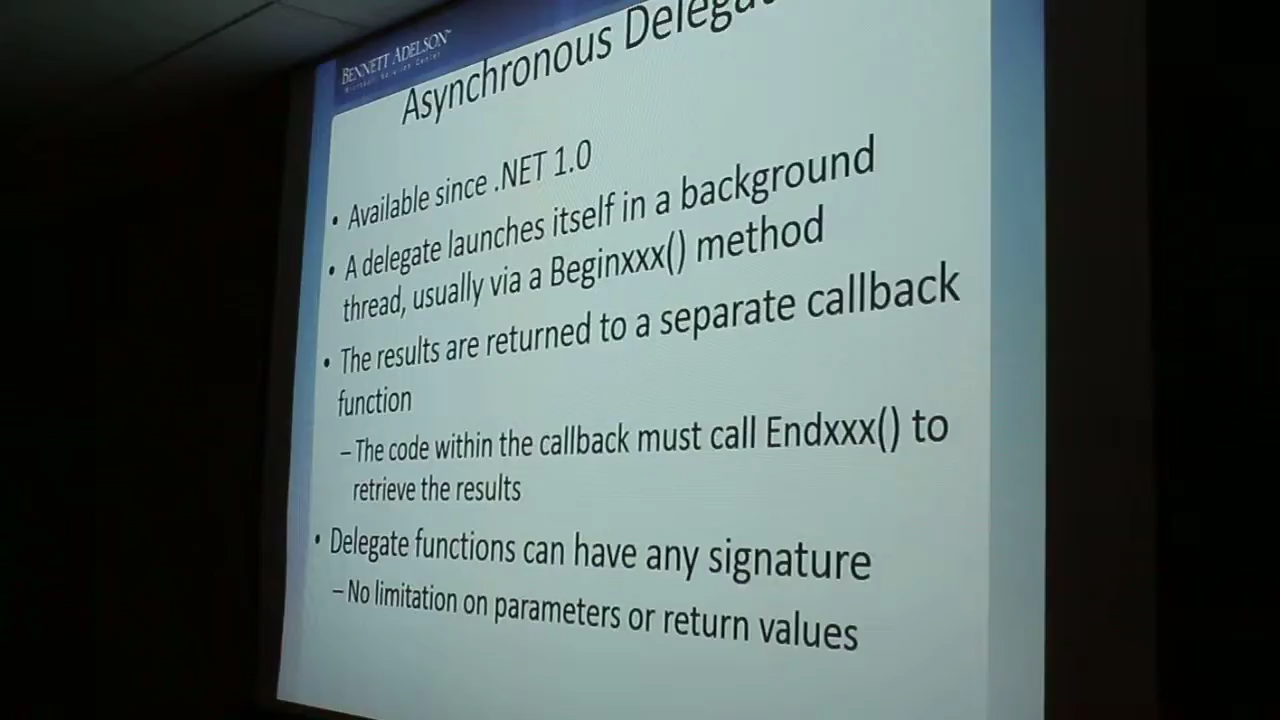 BENNETT ADELSON™
Asynchronous
• Available since .NET 1.0
• A delegate launches itself in a background
thread, usually via a Beginxxx() method
• The results are returned to a separate callback
function
– The code within the callback must call Endxxx() to
retrieve the results
• Delegate functions can have any signature
– No limitation on parameters or return values